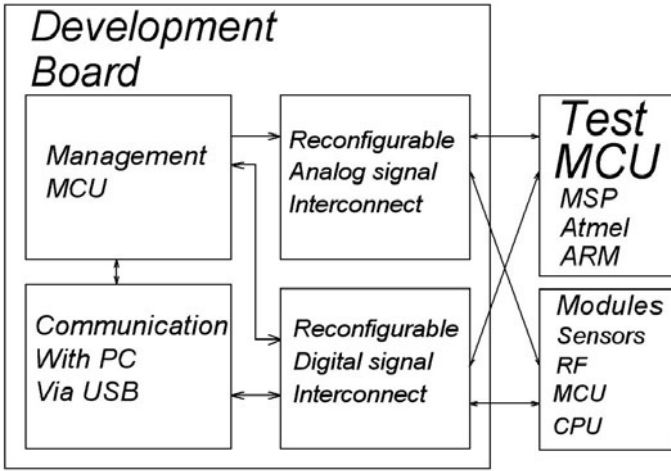 Development
Board
Management
MCU
Reconfigurable
Analog signal
Interconnect
Test
MCU
MSP
Atmel
ARM
Communication
With PC
Via USB
Reconfigurable
Digital signal
Interconnect
Modules
Sensors
RF
MCU
CPU